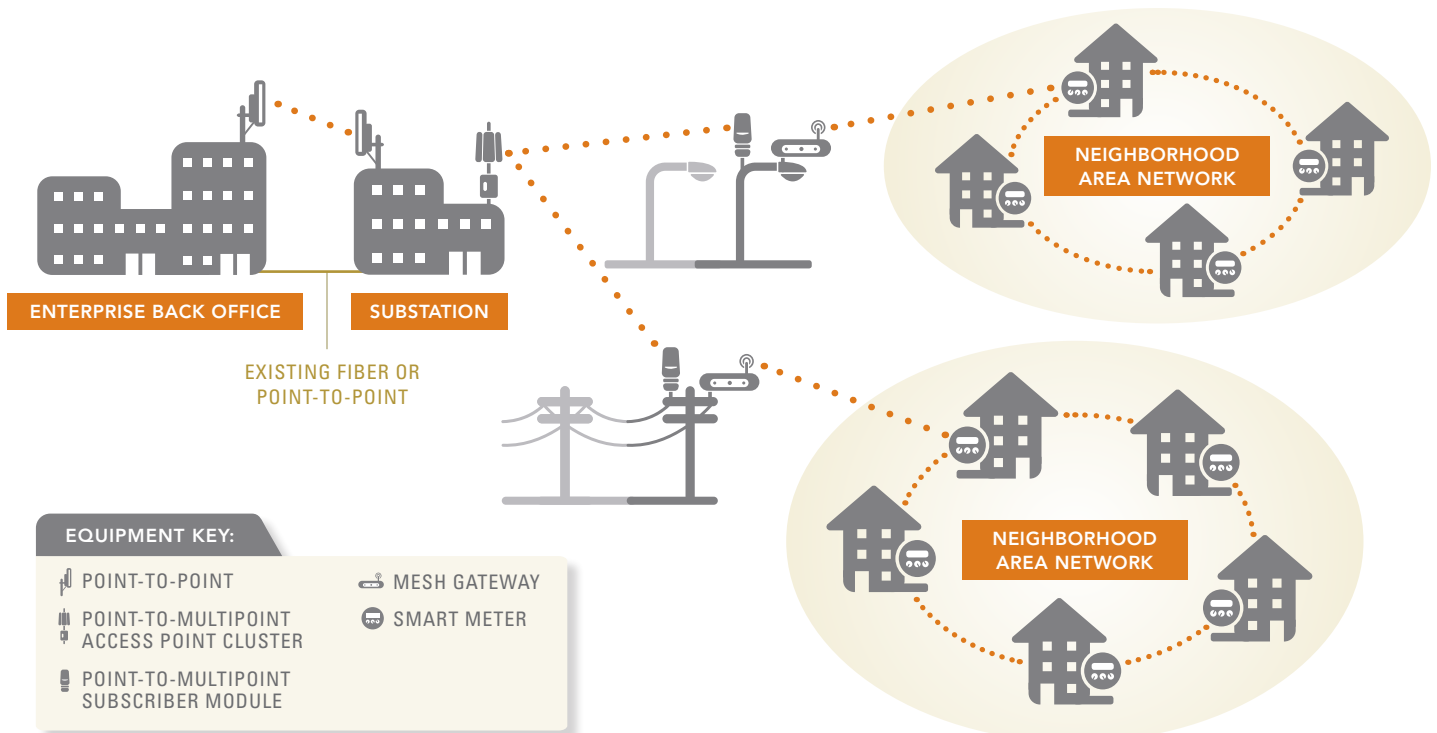 NEIGHBORHOOD
AREA NETWORK
ENTERPRISE BACK OFFICE
SUBSTATION
EXISTING FIBER OR
POINT-TO-POINT
NEIGHBORHOOD
AREA NETWORK
EQUIPMENT KEY:
POINT-TO-POINT
POINT-TO-MULTIPOINT
ACCESS POINT CLUSTER
POINT-TO-MULTIPOINT
SUBSCRIBER MODULE
MESH GATEWAY
SMART METER